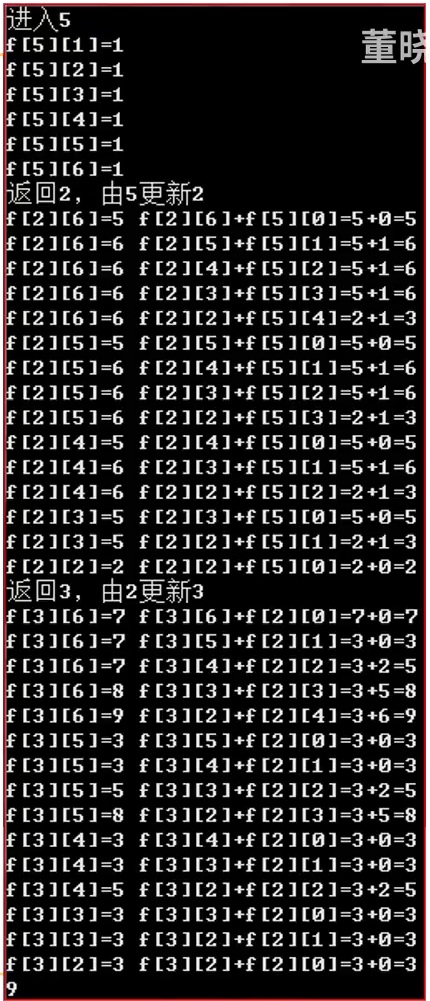 进入5
董晓
f[5][1]=1
f[5][2]=1
f[5][3]=1
f[5][4]=1
f[5][5]=1
f[5][6]=1
返回2, 由5更新2
f[2][6]=5 f[2][6]+f[5][0]=5+0=5
f[2][6]=6 f[2][5]+f[5][1]=5+1=6
f[2][6]=6 f[2][4]+f[5][2]=5+1=6
f[2][6]=6 f[2][3]+f[5][3]=5+1=6
f[2][6]=6 f[2][2]+f[5][4]=2+1=3
f[2][5]=5 f[2][5]+f[5][0]=5+0=5
f[2][5]=6 f[2][4]+f[5][1]=5+1=6
f[2][5]=6 f[2][3]+f[5][2]=5+1=6
f[2][5]=6 f[2][2]+f[5][3]=2+1=3
f[2][4]=5 f[2][4]+f[5][0]=5+0=5
f[2][4]=6 f[2][3]+f[5][1]=5+1=6
f[2][4]=6 f[2][2]+f[5][2]=2+1=3
f[2][3]=5 f[2][3]+f[5][0]=5+0=5
f[2][3]=5 f[2][2]+f[5][1]=2+1=3
f[2][2]=2 f[2][2]+f[5][0]=2+0=2
返回3, 由2更新3
f[3][6]=7 f[3][6]+f[2][0]=7+0=7
f[3][6]=7 f[3][5]+f[2][1]=3+0=3
f[3][6]=7 f[3][4]+f[2][2]=3+2=5
f[3][6]=8 f[3][3]+f[2][3]=3+5=8
f[3][6]=9 f[3][2]+f[2][4]=3+6=9
f[3][5]=3 f[3][5]+f[2][0]=3+0=3
f[3][5]=3 f[3][4]+f[2][1]=3+0=3
f[3][5]=5 f[3][3]+f[2][2]=3+2=5
f[3][5]=8 f[3][2]+f[2][3]=3+5=8
f[3][4]=3 f[3][4]+f[2][0]=3+0=3
f[3][4]=3 f[3][3]+f[2][1]=3+0=3
f[3][4]=5 f[3][2]+f[2][2]=3+2=5
f[3][3]=3 f[3][3]+f[2][0]=3+0=3
f[3][3]=3 f[3][2]+f[2][1]=3+0=3
f[3][2]=3 f[3][2]+f[2][0]=3+0=3
9